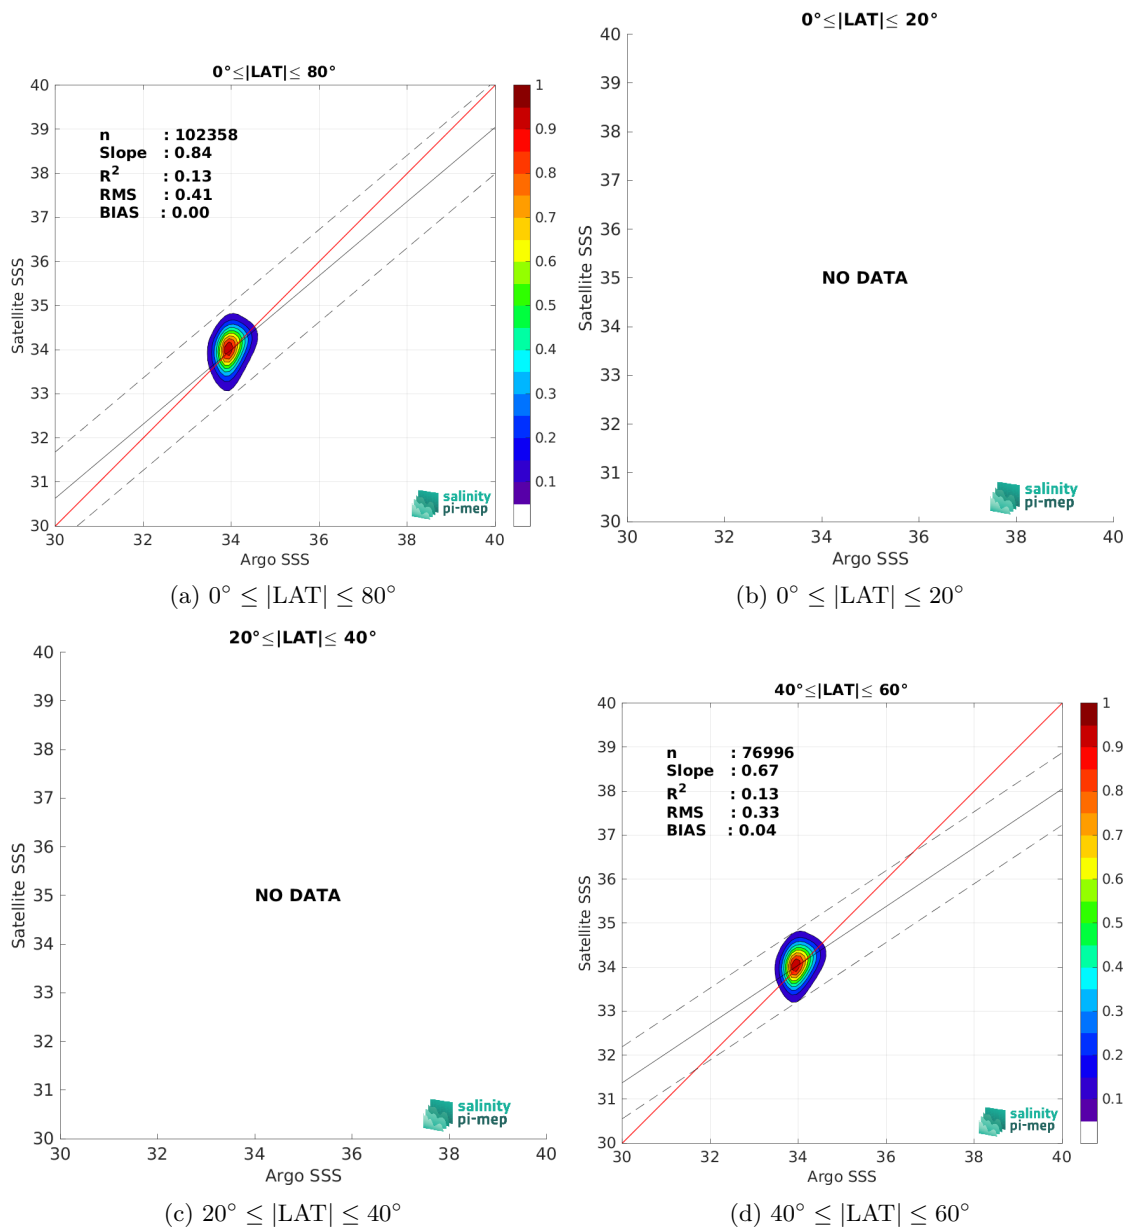 0°≤|LAT|≤ 80°
n : 102358
Slope : 0.84
R² : 0.13
RMS : 0.41
BIAS : 0.00
40
39
38
37
36
35
34
33
32
31
30
30 32 34 36 38 40
Satellite SSS
Argo SSS
1
0.9
0.8
0.7
0.6
0.5
0.4
0.3
0.2
0.1
salinity
pi-mep
(a) 0° ≤ |LAT| ≤ 80°
0°≤|LAT|≤ 20°
40
39
38
37
36
35
34
33
32
31
30
30 32 34 36 38 40
Satellite SSS
NO DATA
Argo SSS
salinity
pi-mep
(b) 0° ≤ |LAT| ≤ 20°
20°≤|LAT|≤ 40°
40
39
38
37
36
35
34
33
32
31
30
30 32 34 36 38 40
Satellite SSS
NO DATA
Argo SSS
salinity
pi-mep
(c) 20° ≤ |LAT| ≤ 40°
40°≤|LAT|≤ 60°
n : 76996
Slope : 0.67
R² : 0.13
RMS : 0.33
BIAS : 0.04
40
39
38
37
36
35
34
33
32
31
30
30 32 34 36 38 40
Satellite SSS
Argo SSS
1
0.9
0.8
0.7
0.6
0.5
0.4
0.3
0.2
0.1
salinity
pi-mep
(d) 40° ≤ |LAT| ≤ 60°